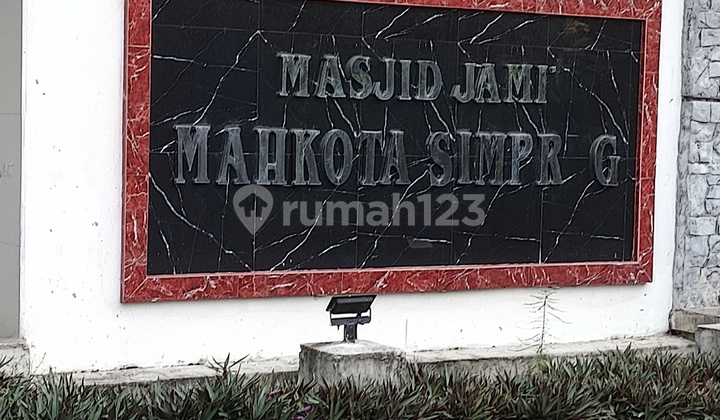 MASJID JAMI'
MAHKOTA SIMPR G
rumah123